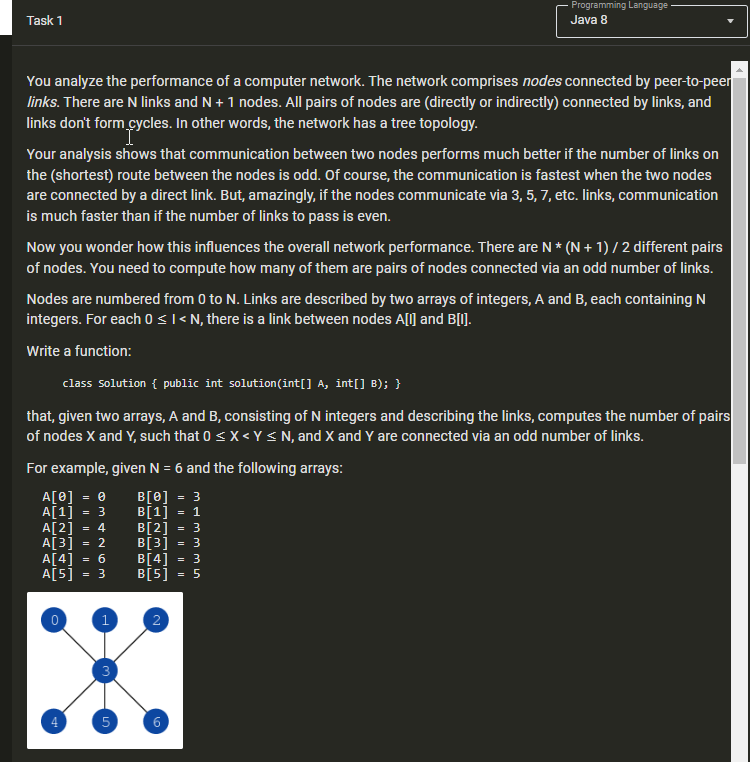 Task 1
Programming Language
Java 8
You analyze the performance of a computer network. The network comprises nodes connected by peer-to-peer
links. There are N links and N + 1 nodes. All pairs of nodes are (directly or indirectly) connected by links, and
links don't form cycles. In other words, the network has a tree topology.
Your analysis shows that communication between two nodes performs much better if the number of links on
the (shortest) route between the nodes is odd. Of course, the communication is fastest when the two nodes
are connected by a direct link. But, amazingly, if the nodes communicate via 3, 5, 7, etc. links, communication
is much faster than if the number of links to pass is even.
Now you wonder how this influences the overall network performance. There are N * (N + 1) / 2 different pairs
of nodes. You need to compute how many of them are pairs of nodes connected via an odd number of links.
Nodes are numbered from 0 to N. Links are described by two arrays of integers, A and B, each containing N
integers. For each 0 ≤ I < N, there is a link between nodes A[I] and B[I].
Write a function:
class Solution { public int solution(int[] A, int[] B); }
that, given two arrays, A and B, consisting of N integers and describing the links, computes the number of pairs
of nodes X and Y, such that 0 ≤ X < Y ≤ N, and X and Y are connected via an odd number of links.
For example, given N = 6 and the following arrays:
A[0] = 0 B[0] = 3
A[1] = 3 B[1] = 1
A[2] = 4 B[2] = 3
A[3] = 2 B[3] = 3
A[4] = 6 B[4] = 3
A[5] = 3 B[5] = 5
0 1 2
3
4 5 6